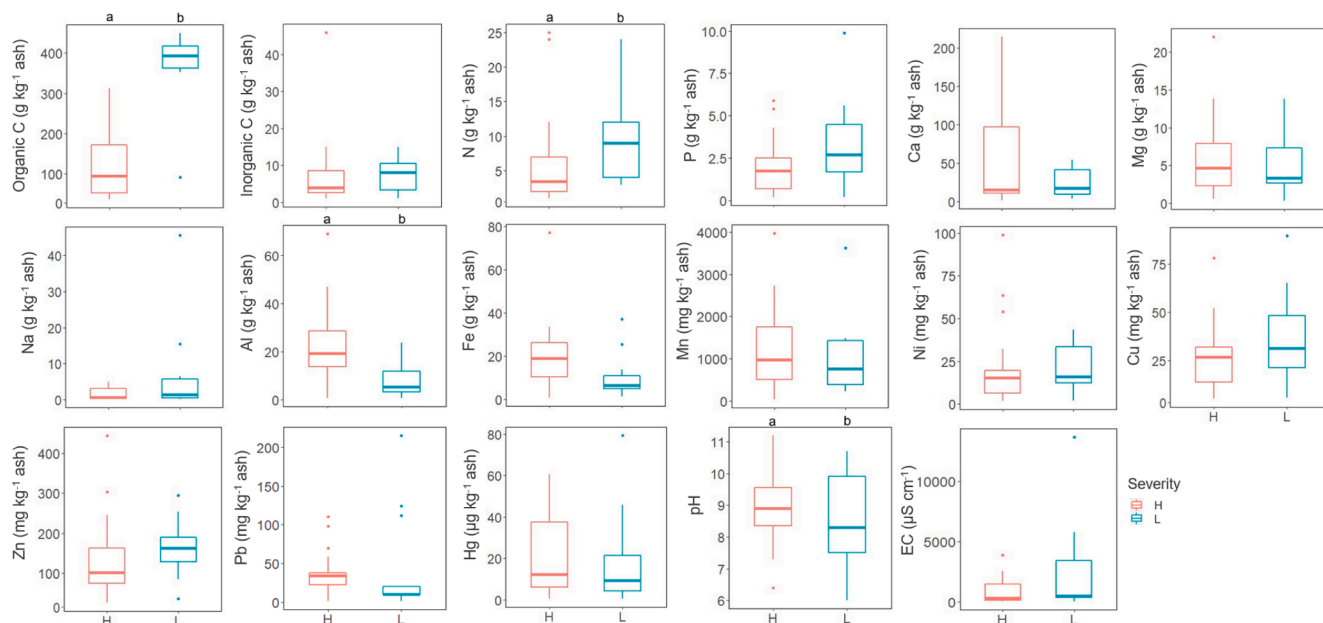 a b
Organic C (g kg⁻¹ ash)
400
300
200
100
0
Inorganic C (g kg⁻¹ ash)
40
30
20
10
0
a b
N (g kg⁻¹ ash)
25
20
15
10
5
0
P (g kg⁻¹ ash)
10.0
7.5
5.0
2.5
0.0
Ca (g kg⁻¹ ash)
200
150
100
50
0
Mg (g kg⁻¹ ash)
20
15
10
5
0
Na (g kg⁻¹ ash)
40
30
20
10
0
a b
Al (g kg⁻¹ ash)
60
40
20
0
Fe (g kg⁻¹ ash)
80
60
40
20
0
Mn (mg kg⁻¹ ash)
4000
3000
2000
1000
0
Ni (mg kg⁻¹ ash)
100
75
50
25
0
Cu (mg kg⁻¹ ash)
75
50
25
0
H L
Zn (mg kg⁻¹ ash)
400
300
200
100
0
H L
Pb (mg kg⁻¹ ash)
200
150
100
50
0
H L
Hg (µg kg⁻¹ ash)
80
60
40
20
0
H L
a b
pH
11
10
9
8
7
6
H L
EC (µS cm⁻¹)
10000
5000
0
H L
Severity
H
L